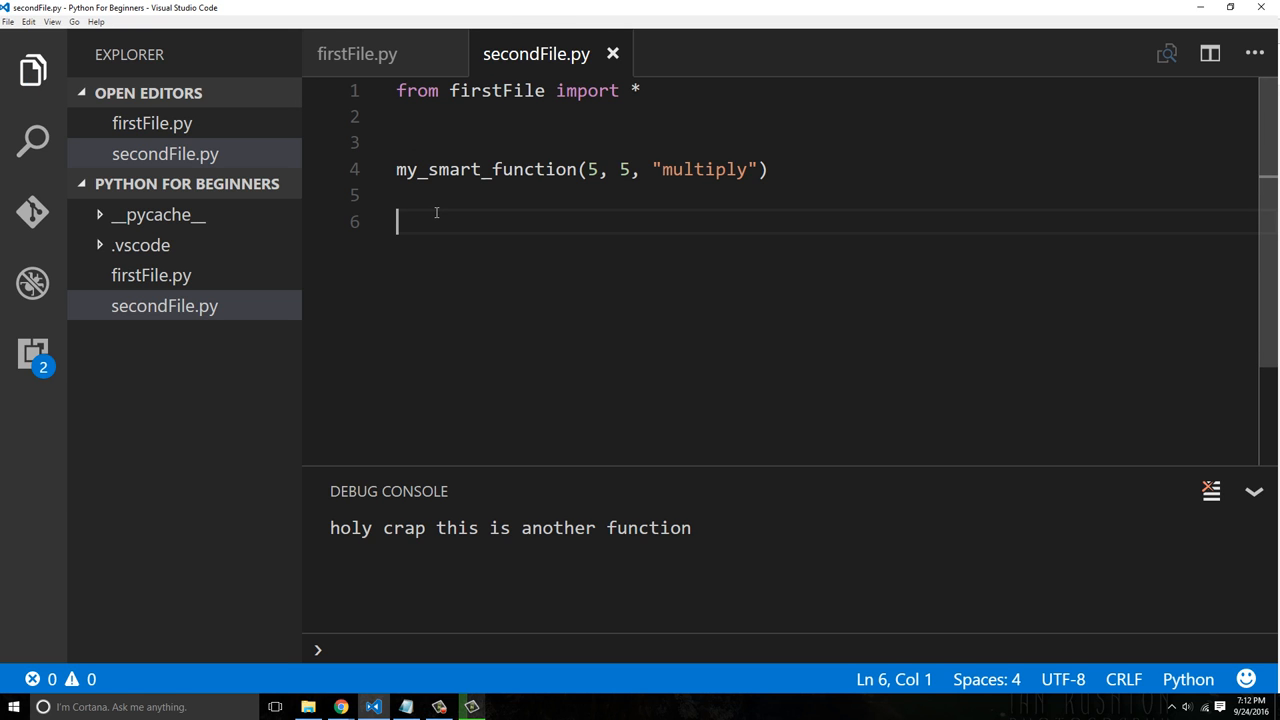 secondFile.py - Python For Beginners - Visual Studio Code
File Edit View Go Help
EXPLORER
OPEN EDITORS
firstFile.py
secondFile.py
PYTHON FOR BEGINNERS
__pycache__
.vscode
firstFile.py
secondFile.py
2
firstFile.py
secondFile.py
1 from firstFile import *
2
3
4 my_smart_function(5, 5, "multiply")
5
6
DEBUG CONSOLE
holy crap this is another function
0 0
Ln 6, Col 1 Spaces: 4 UTF-8 CRLF Python
I'm Cortana. Ask me anything.
IAN RUSHTON
7:12 PM
9/24/2016